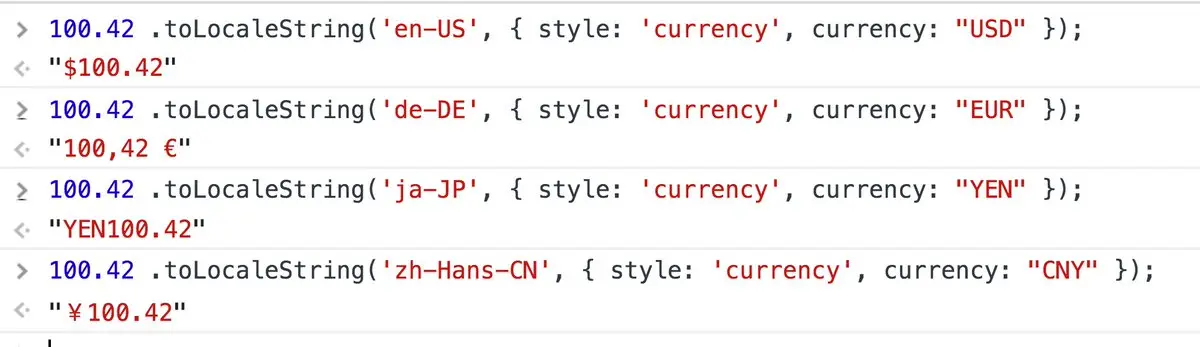 > 100.42 .toLocaleString('en-US', { style: 'currency', currency: "USD" });
"$100.42"
> 100.42 .toLocaleString('de-DE', { style: 'currency', currency: "EUR" });
"100,42 €"
> 100.42 .toLocaleString('ja-JP', { style: 'currency', currency: "YEN" });
"YEN100.42"
> 100.42 .toLocaleString('zh-Hans-CN', { style: 'currency', currency: "CNY" });
"¥100.42"